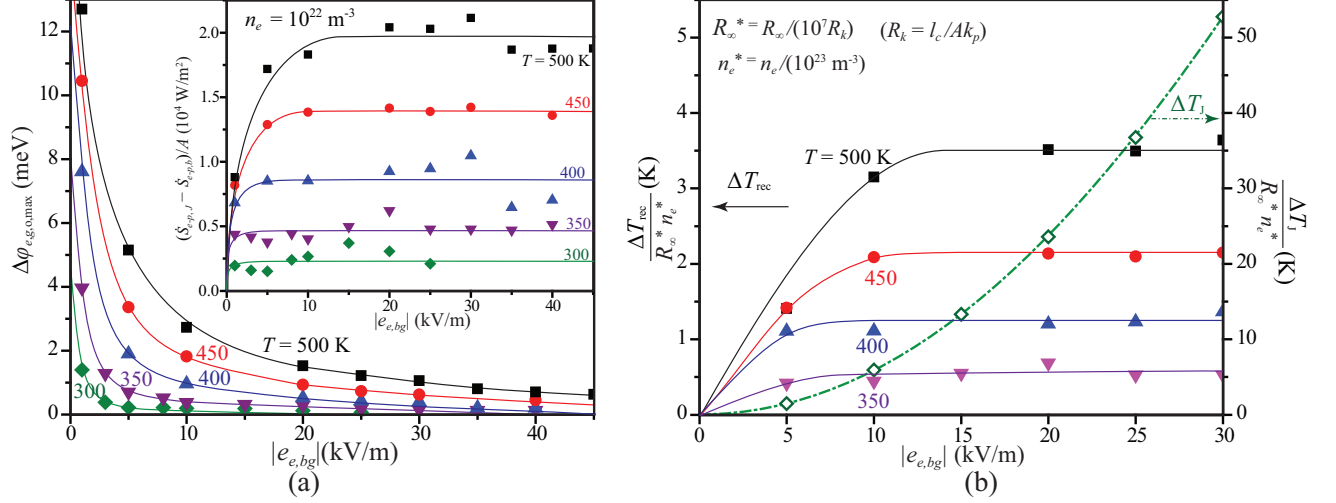 12
10
8
6
4
2
0
Δφe,g,o,max (meV)
0
10
20
30
40
|e e,bg|(kV/m)
(a)
T = 500 K
450
400
350
300
ne = 10²² m⁻³
2.0
1.5
1.0
0.5
0.0
(Ṡe-p,J − Ṡe-p,b)/A (10⁴ W/m²)
0
10
20
30
40
|e e,bg| (kV/m)
T = 500 K
450
400
350
300
R∞* = R∞/(10⁷Rk) (Rk = lc/Akp)
ne* = ne/(10²³ m⁻³)
5
4
3
2
1
0
ΔTrec
R∞* ne*
(K)
ΔTrec
T = 500 K
450
400
350
ΔTJ
50
40
30
20
10
0
ΔTJ
R∞* ne*
(K)
0
5
10
15
20
25
30
|e e,bg| (kV/m)
(b)